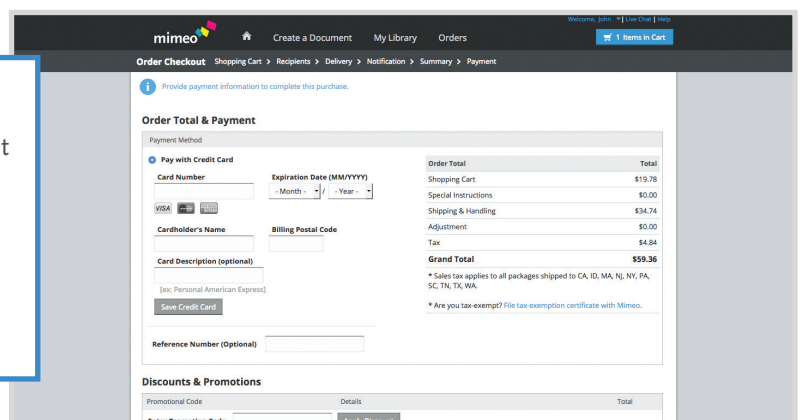 Welcome, John | Live Chat | Help
mimeo Create a Document My Library Orders 1 Items in Cart
Order Checkout Shopping Cart > Recipients > Delivery > Notification > Summary > Payment
i Provide payment information to complete this purchase.
t
Order Total & Payment
Payment Method
Pay with Credit Card
Card Number Expiration Date (MM/YYYY)
- Month - / - Year -
VISA
Cardholder's Name Billing Postal Code
Card Description (optional)
[ex: Personal American Express]
Save Credit Card
Reference Number (Optional)
Order Total Total
Shopping Cart $19.78
Special Instructions $0.00
Shipping & Handling $34.74
Adjustment $0.00
Tax $4.84
Grand Total $59.36
* Sales tax applies to all packages shipped to CA, ID, MA, NJ, NY, PA,
SC, TN, TX, WA.
* Are you tax-exempt? File tax-exemption certificate with Mimeo.
Discounts & Promotions
Promotional Code Details Total
Enter Promotion Code Apply Discount